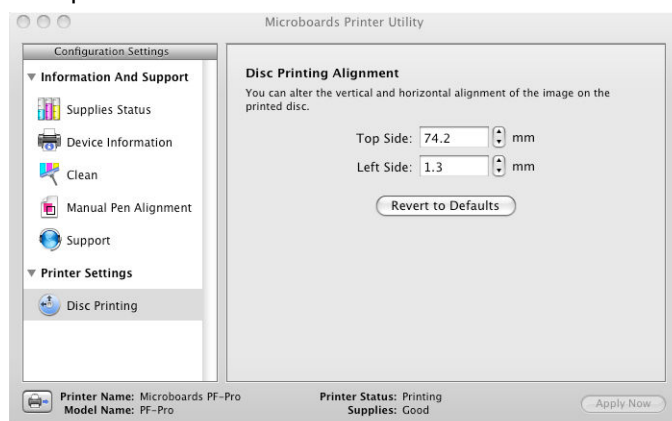 Microboards Printer Utility
Configuration Settings
Information And Support
Supplies Status
Device Information
Clean
Manual Pen Alignment
Support
Printer Settings
Disc Printing
Disc Printing Alignment
You can alter the vertical and horizontal alignment of the image on the
printed disc.
Top Side: 74.2 mm
Left Side: 1.3 mm
Revert to Defaults
Printer Name: Microboards PF-Pro
Model Name: PF-Pro
Printer Status: Printing
Supplies: Good
Apply Now